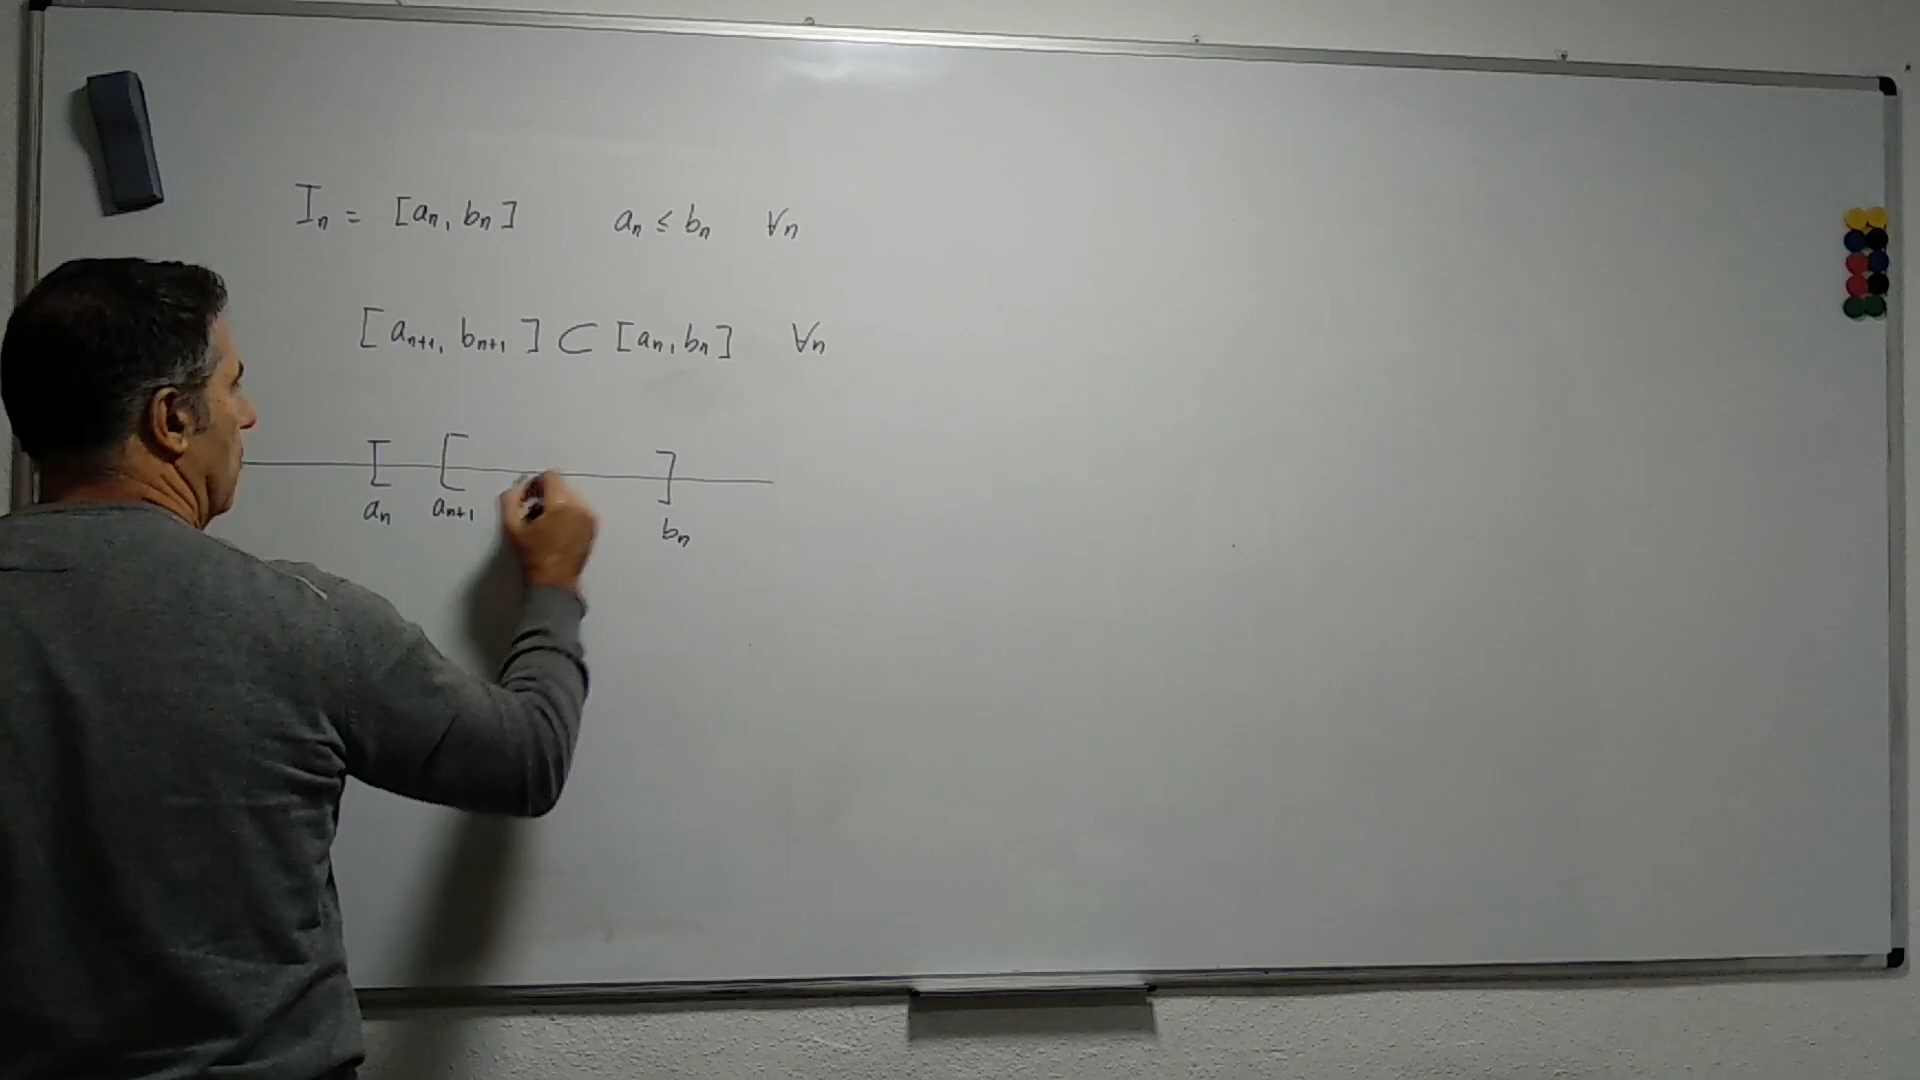 Iₙ = [aₙ, bₙ] aₙ ≤ bₙ ∀n
[aₙ₊₁, bₙ₊₁] ⊂ [aₙ, bₙ] ∀n
[ [ ]
aₙ aₙ₊₁ bₙ